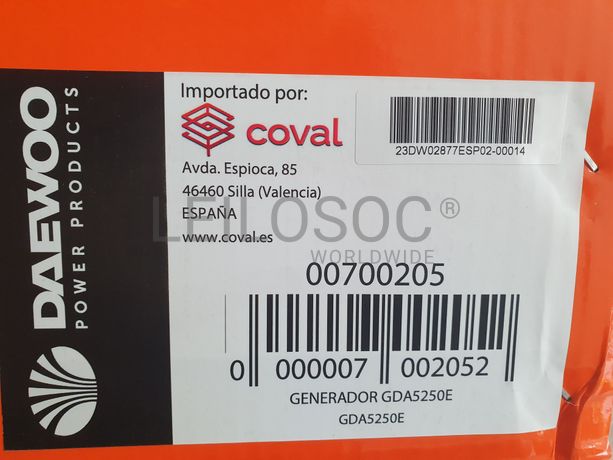 DAEWOO
POWER PRODUCTS
Importado por:
coval
Avda. Espioca, 85
46460 Silla (Valencia)
ESPAÑA
www.coval.es
23DW02877ESP02-00014
LEILOSOC®
WORLDWIDE
00700205
0 000007 002052
GENERADOR GDA5250E
GDA5250E